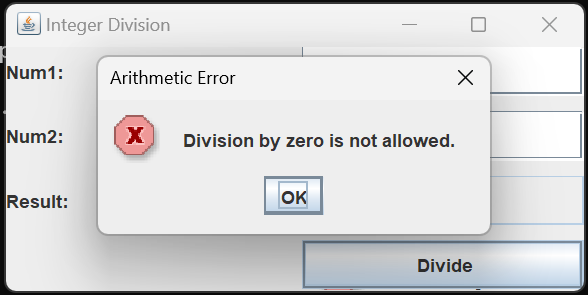 Integer Division
Num1:
Arithmetic Error
Division by zero is not allowed.
OK
Num2:
Result:
Divide